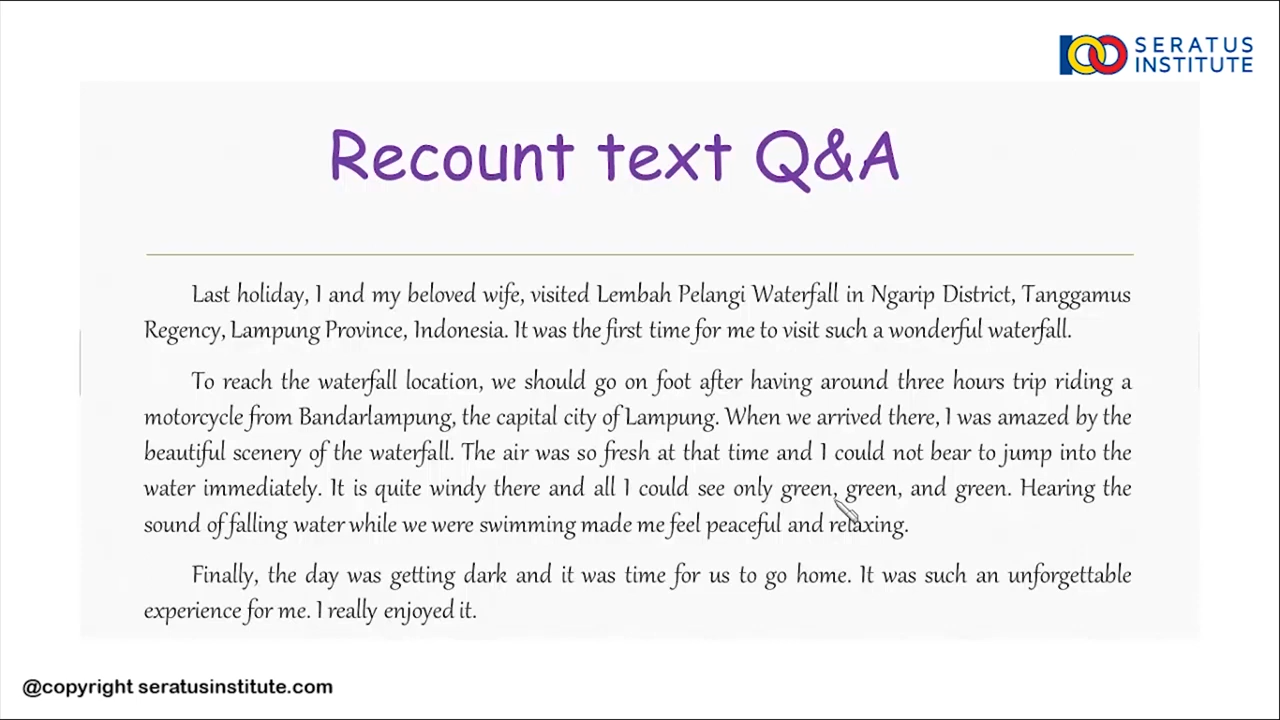 100 SERATUS
INSTITUTE
Recount text Q&A
Last holiday, I and my beloved wife, visited Lembah Pelangi Waterfall in Ngarip District, Tanggamus
Regency, Lampung Province, Indonesia. It was the first time for me to visit such a wonderful waterfall.
To reach the waterfall location, we should go on foot after having around three hours trip riding a
motorcycle from Bandarlampung, the capital city of Lampung. When we arrived there, I was amazed by the
beautiful scenery of the waterfall. The air was so fresh at that time and I could not bear to jump into the
water immediately. It is quite windy there and all I could see only green, green, and green. Hearing the
sound of falling water while we were swimming made me feel peaceful and relaxing.
Finally, the day was getting dark and it was time for us to go home. It was such an unforgettable
experience for me. I really enjoyed it.
@copyright seratusinstitute.com